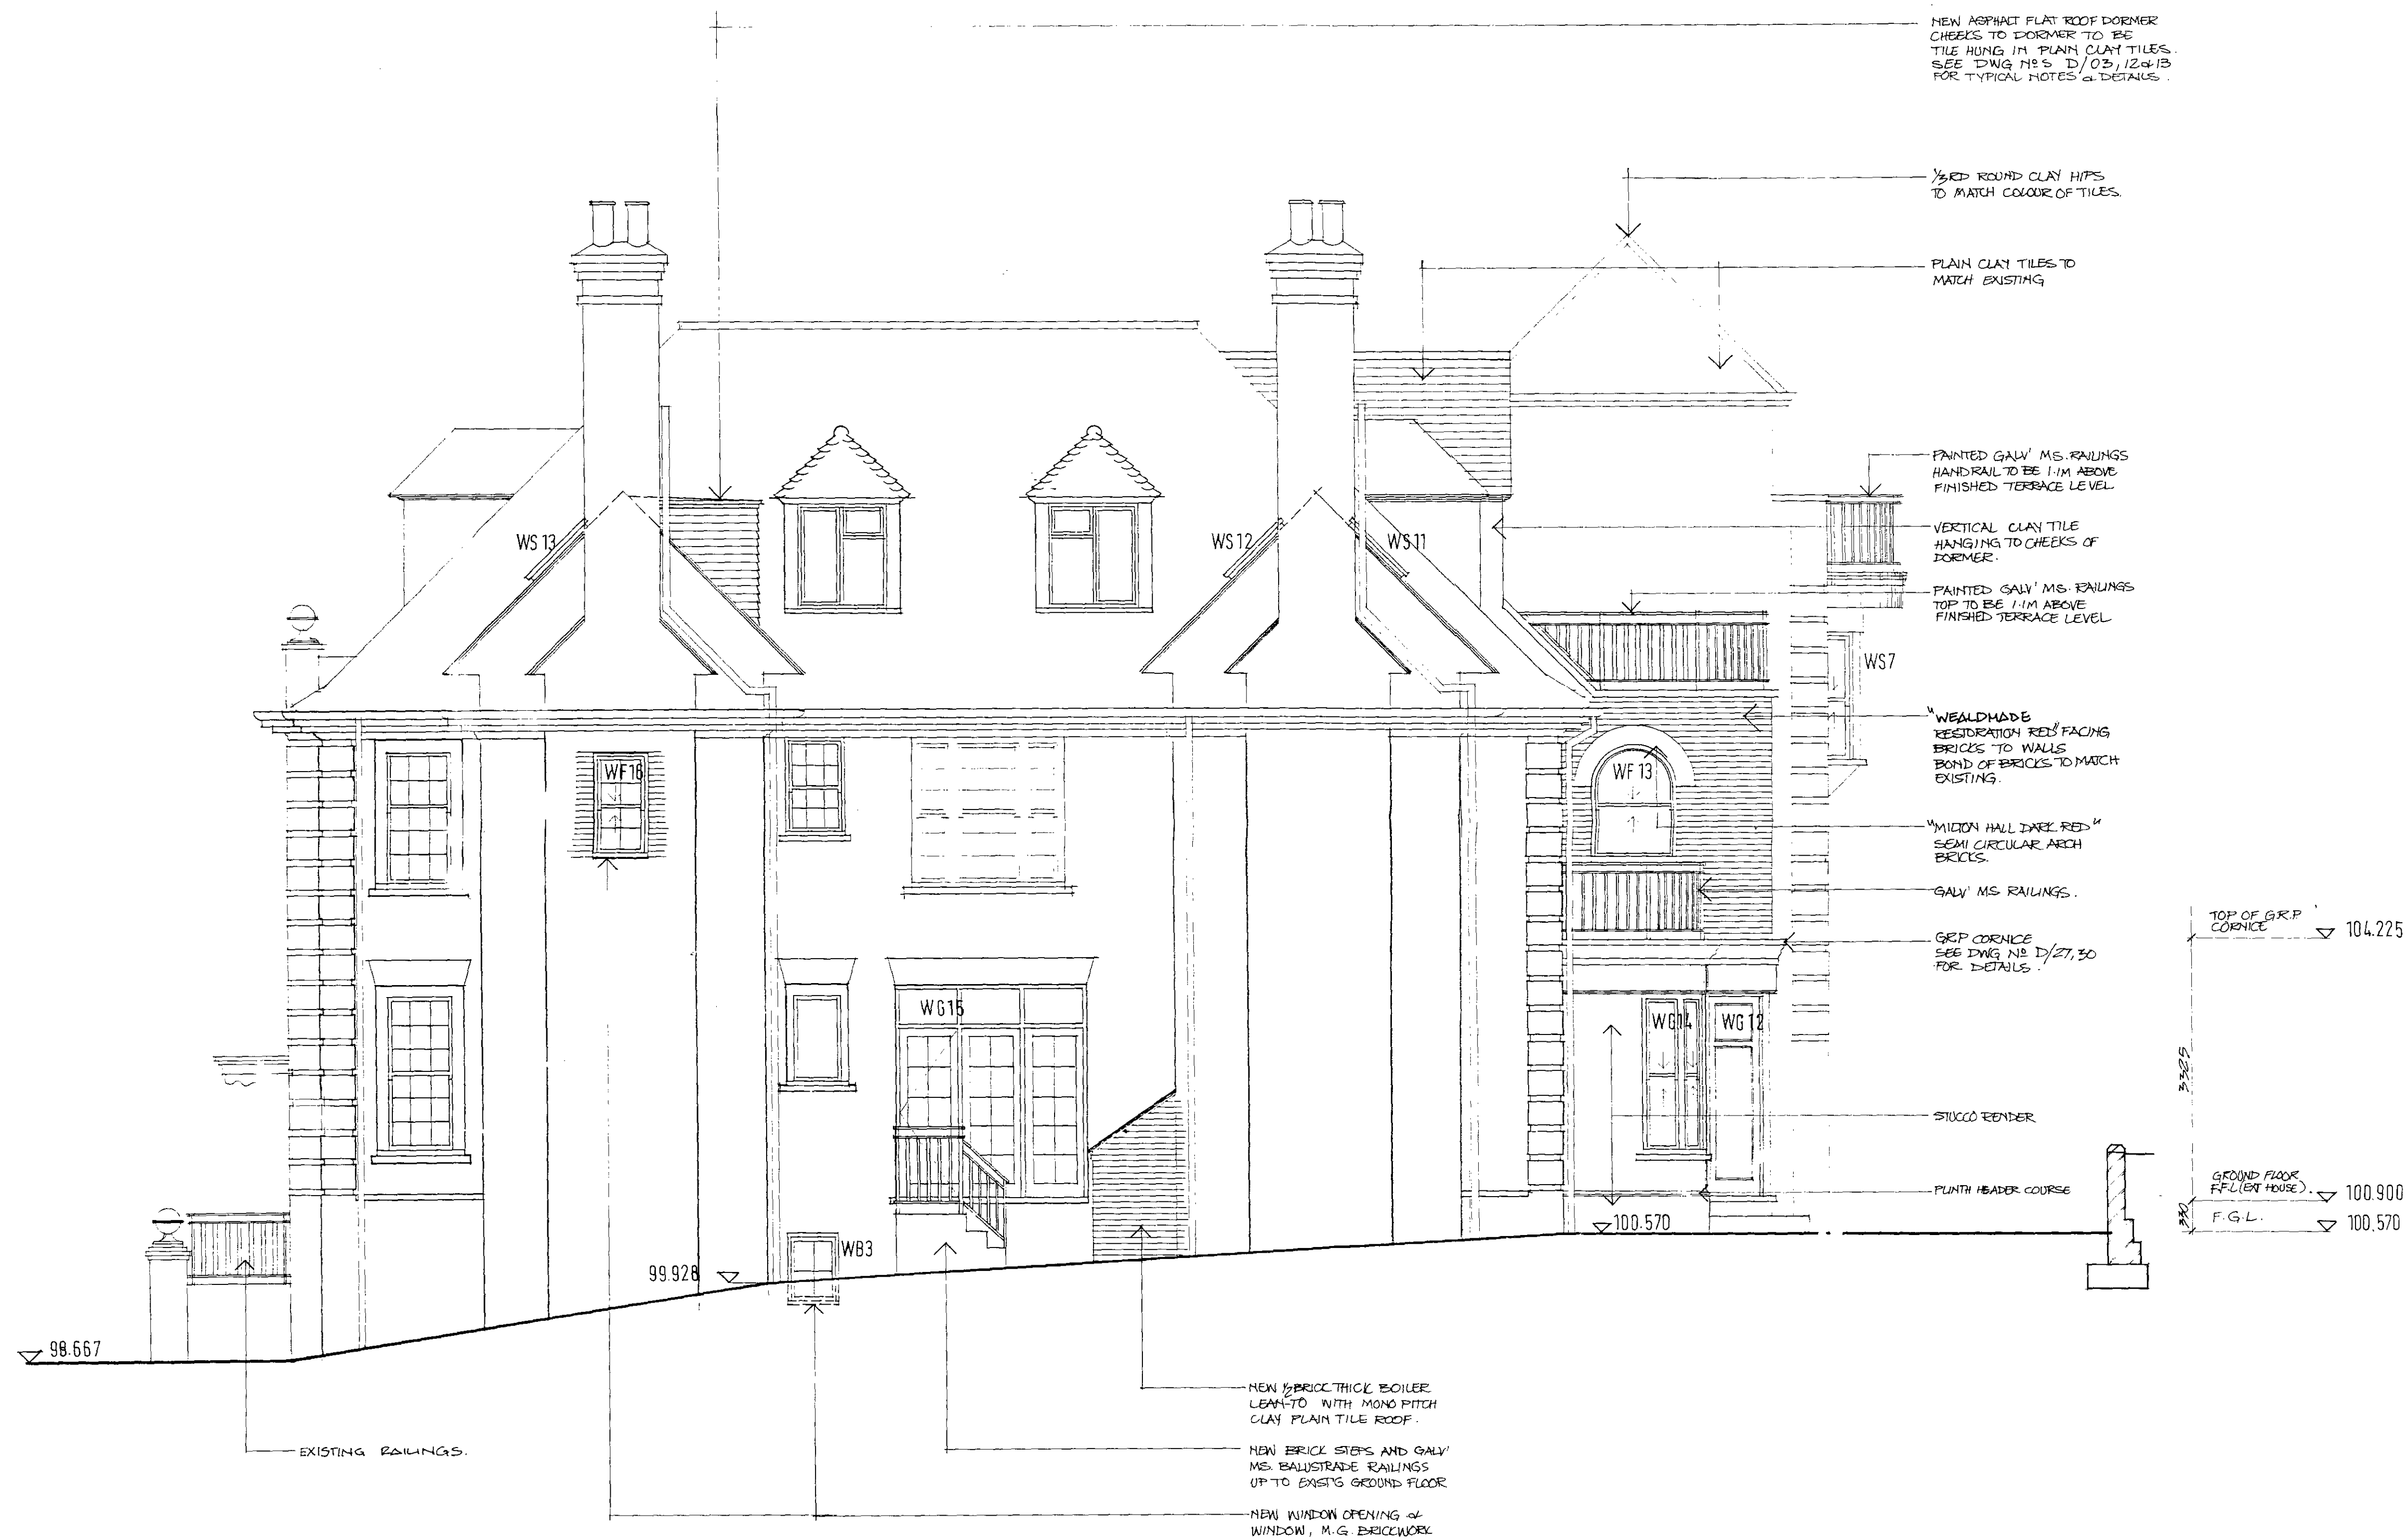 NEW ASPHALT FLAT ROOF DORMER
CHEEKS TO DORMER TO BE
TILE HUNG IN PLAIN CLAY TILES.
SEE DWG Nos D/03, 12 & 13
FOR TYPICAL NOTES & DETAILS.
1/3RD ROUND CLAY HIPS
TO MATCH COLOUR OF TILES.
PLAIN CLAY TILES TO
MATCH EXISTING
PAINTED GALV' MS. RAILINGS
HANDRAIL TO BE 1.1M ABOVE
FINISHED TERRACE LEVEL
VERTICAL CLAY TILE
HANGING TO CHEEKS OF
DORMER.
PAINTED GALV' MS. RAILINGS
TOP TO BE 1.1M ABOVE
FINISHED TERRACE LEVEL
"WEALDMADE
RESTORATION RED" FACING
BRICKS TO WALLS
BOND OF BRICKS TO MATCH
EXISTING.
"MILTON HALL DARK RED"
SEMI CIRCULAR ARCH
BRICKS.
GALV' MS RAILINGS.
GRP CORNICE
SEE DWG No D/27, 30
FOR DETAILS.
STUCCO RENDER
PLINTH HEADER COURSE
WS 13
WS 12
WS 11
WS7
WF16
WF 13
WG15
WG14
WG 12
WB3
TOP OF G.R.P
CORNICE
104.225
3325
GROUND FLOOR
F.F.L (EXT HOUSE).
100.900
330
F.G.L.
100.570
100.570
99.928
98.667
EXISTING RAILINGS.
NEW 1/2 BRICK THICK BOILER
LEAN-TO WITH MONO PITCH
CLAY PLAIN TILE ROOF.
NEW BRICK STEPS AND GALV'
MS. BALUSTRADE RAILINGS
UP TO EXIST'G GROUND FLOOR
NEW WINDOW OPENING &
WINDOW, M.G. BRICKWORK